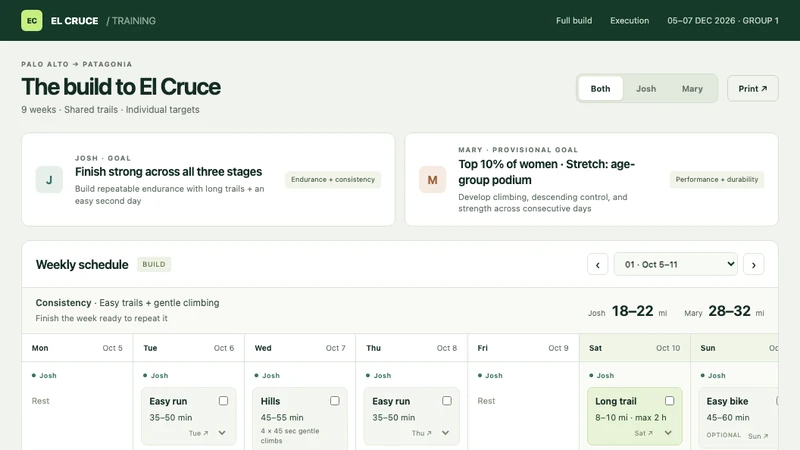 EC EL CRUCE / TRAINING
Full build Execution 05–07 DEC 2026 · GROUP 1
PALO ALTO → PATAGONIA
The build to El Cruce
9 weeks · Shared trails · Individual targets
Both Josh Mary Print ↗
J
JOSH · GOAL
Finish strong across all three stages
Build repeatable endurance with long trails + an
easy second day
Endurance + consistency
M
MARY · PROVISIONAL GOAL
Top 10% of women · Stretch: age-
group podium
Develop climbing, descending control, and
strength across consecutive days
Performance + durability
Weekly schedule BUILD
‹ 01 · Oct 5–11 ›
Consistency · Easy trails + gentle climbing
Finish the week ready to repeat it
Josh 18–22 mi Mary 28–32 mi
Mon Oct 5 Tue Oct 6 Wed Oct 7 Thu Oct 8 Fri Oct 9 Sat Oct 10 Sun Oc
Josh Josh Josh Josh Josh Josh Josh
Rest
Easy run
35–50 min
Tue ↗
Hills
45–55 min
4 × 45 sec gentle
climbs
Easy run
35–50 min
Thu ↗
Rest
Long trail
8–10 mi · max 2 h
Sat ↗
Easy bike
45–60 min
OPTIONAL Sun ↗